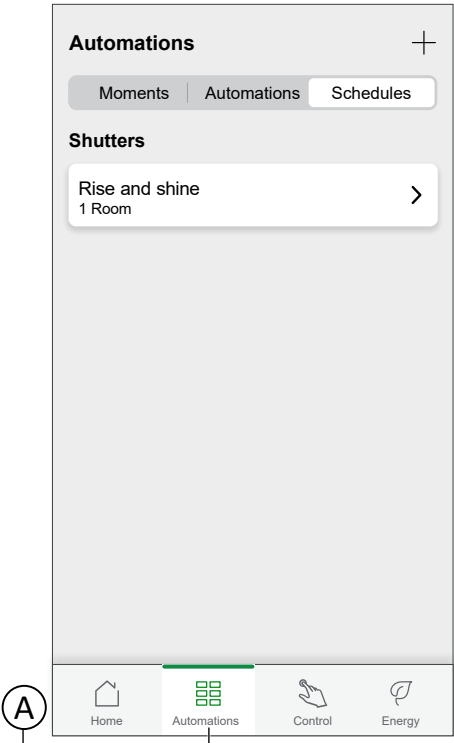 Automations
Moments Automations Schedules
Shutters
Rise and shine
1 Room
Home Automations Control Energy
A